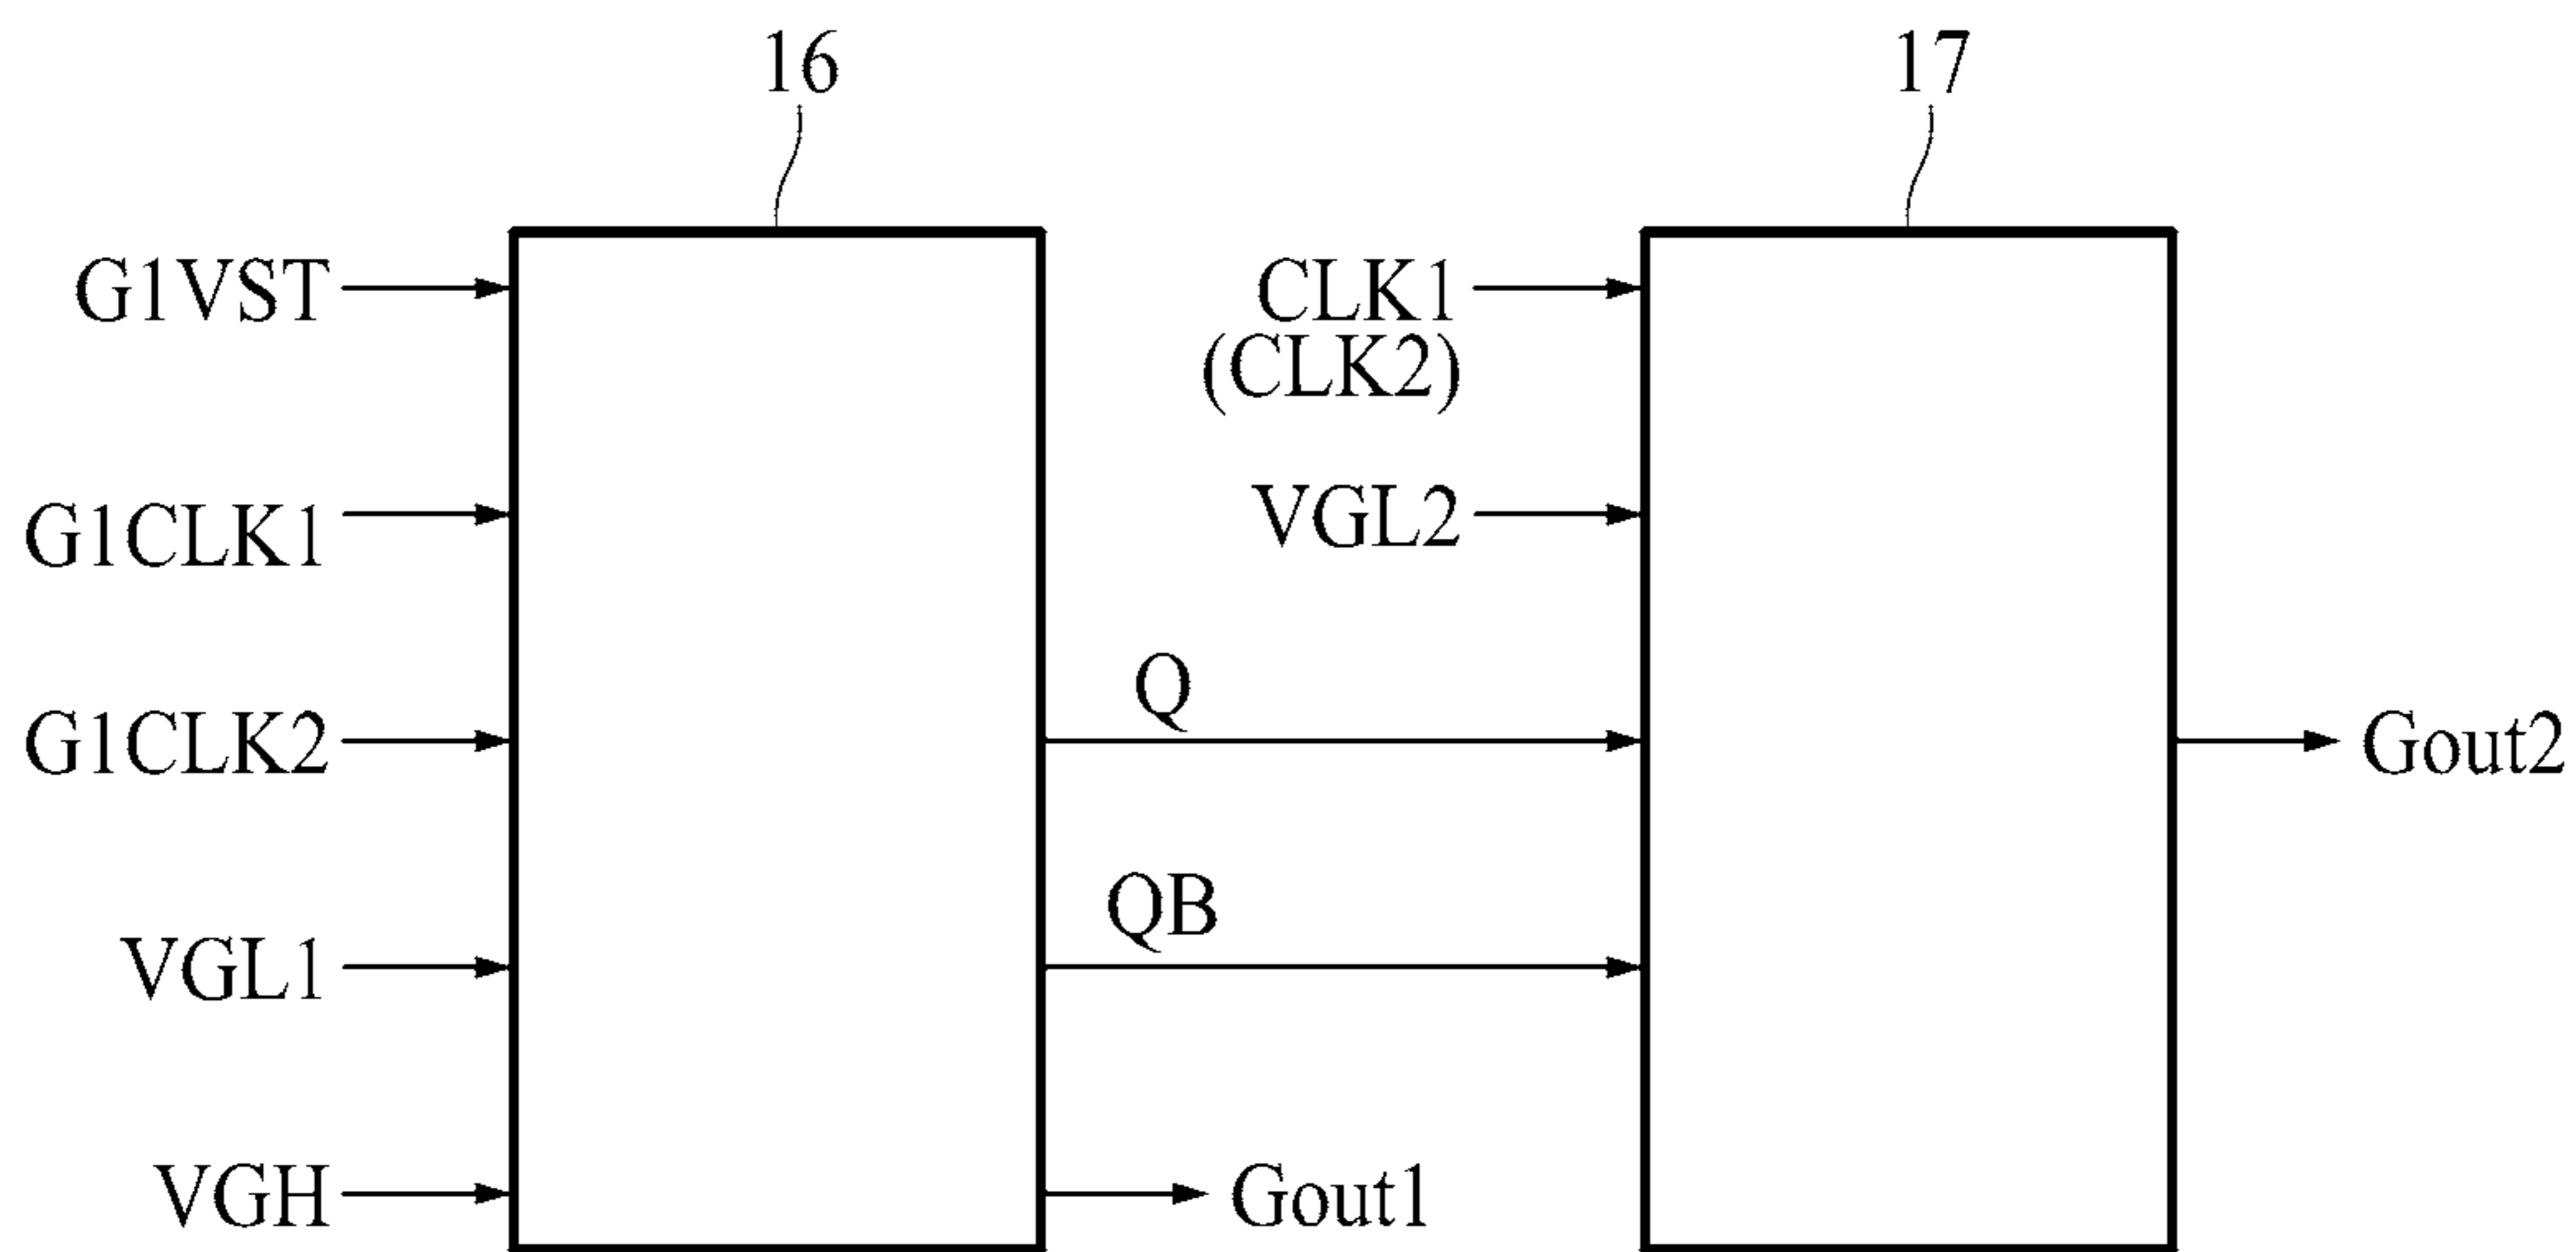 16
17
G1VST
CLK1
(CLK2)
G1CLK1
VGL2
Q
G1CLK2
Gout2
QB
VGL1
VGH
Gout1